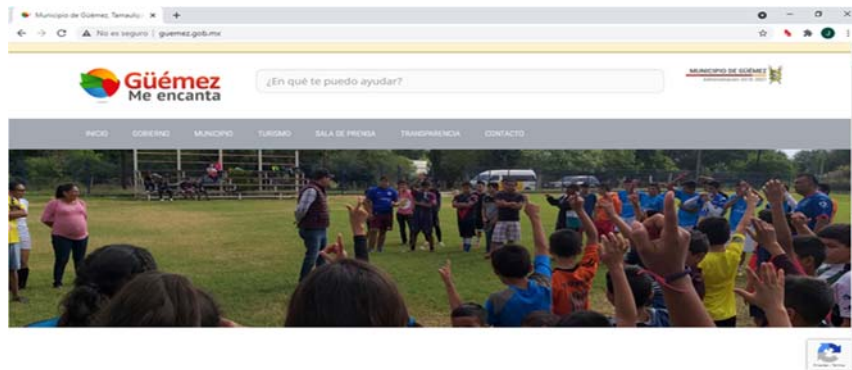 Municipio de Güémez, Tamaulip
No es seguro | guemez.gob.mx
Güémez
Me encanta
¿En qué te puedo ayudar?
MUNICIPIO DE GÜÉMEZ
INICIO GOBIERNO MUNICIPIO TURISMO SALA DE PRENSA TRANSPARENCIA CONTACTO